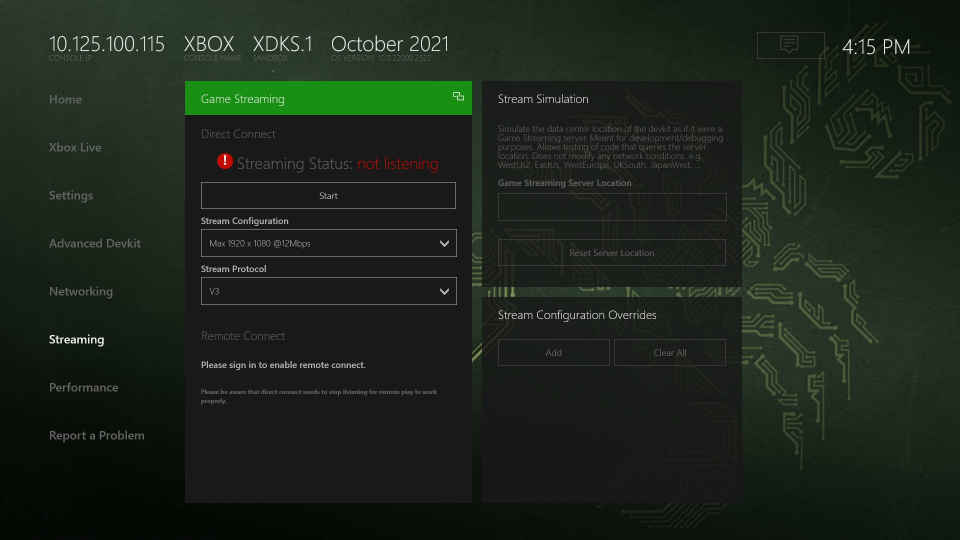 10.125.100.115 XBOX XDKS.1 October 2021
CONSOLE IP CONSOLE NAME SANDBOX OS VERSION: 10.0.22000.2522
4:15 PM
Home
Xbox Live
Settings
Advanced Devkit
Networking
Streaming
Performance
Report a Problem
Game Streaming
Direct Connect
! Streaming Status: not listening
Start
Stream Configuration
Max 1920 x 1080 @12Mbps
Stream Protocol
V3
Remote Connect
Please sign in to enable remote connect.
Please be aware that direct connect needs to stop listening for remote play to work
properly.
Stream Simulation
Simulate the data center location of the devkit as if it were a
Game Streaming server. Meant for development/debugging
purposes. Allows testing of code that queries the server
location. Does not modify any network conditions. e.g.
WestUs2, EastUs, WestEurope, UKSouth, JapanWest, ...
Game Streaming Server Location
Reset Server Location
Stream Configuration Overrides
Add
Clear All